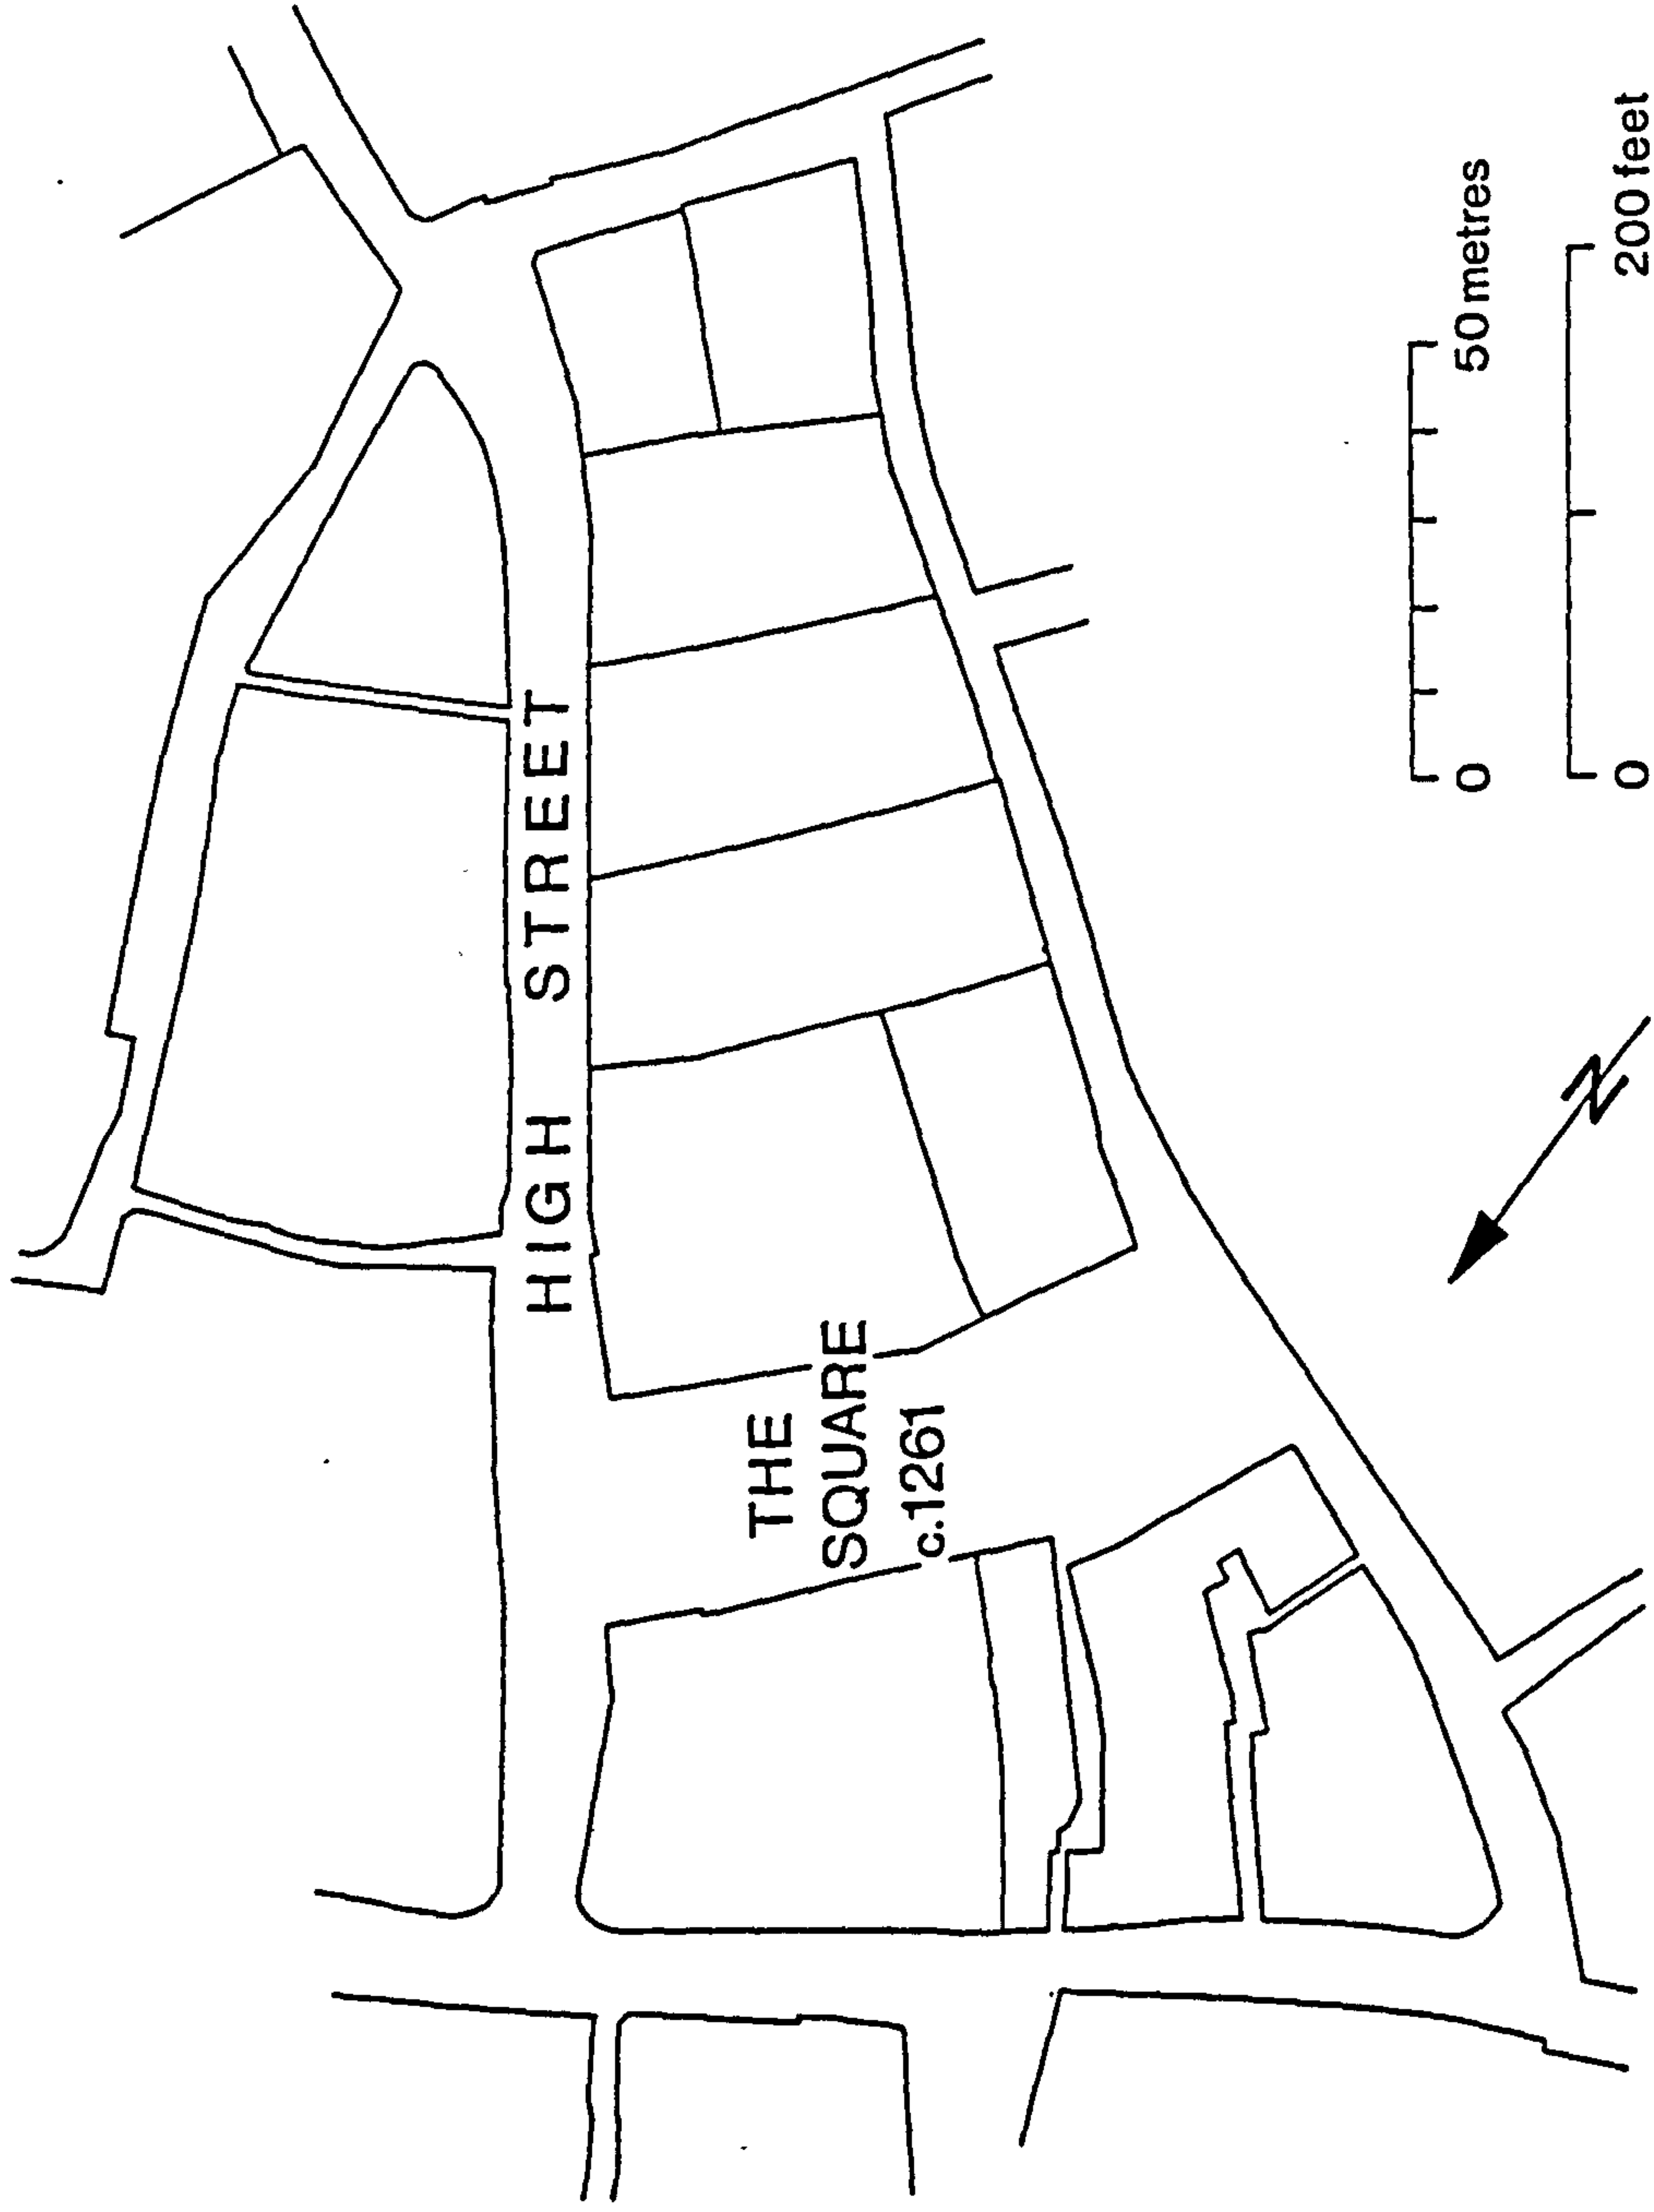 HIGH STREET
THE
SQUARE
c.1261
0
50 metres
0
200 feet
N